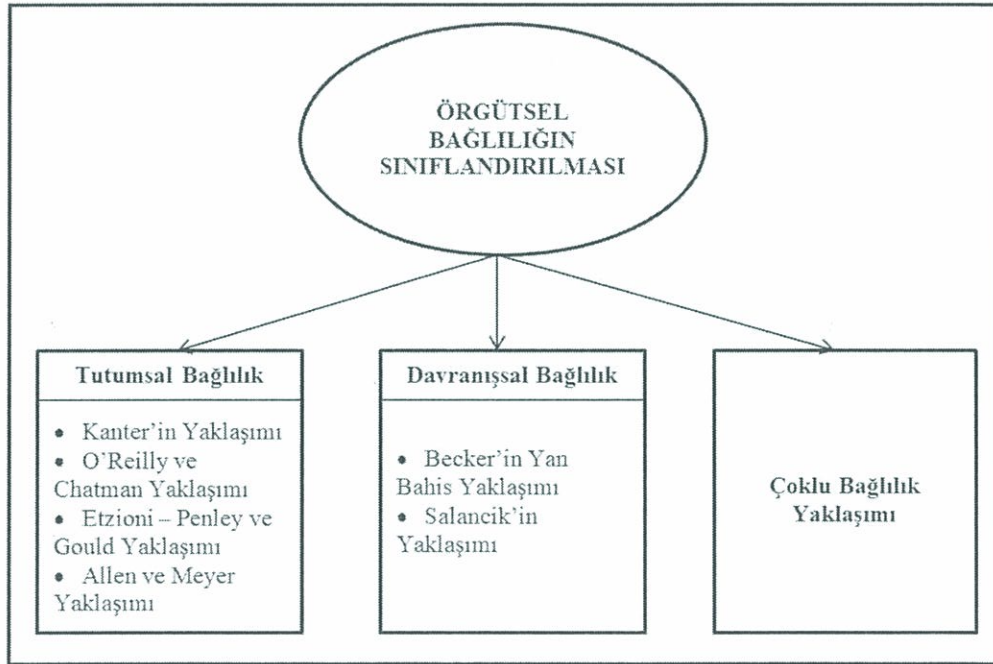 ÖRGÜTSEL
BAĞLILIĞIN
SINIFLANDIRILMASI
Tutumsal Bağlılık
• Kanter’in Yaklaşımı
• O’Reilly ve
Chatman Yaklaşımı
• Etzioni – Penley ve
Gould Yaklaşımı
• Allen ve Meyer
Yaklaşımı
Davranışsal Bağlılık
• Becker’in Yan
Bahis Yaklaşımı
• Salancik’in
Yaklaşımı
Çoklu Bağlılık
Yaklaşımı